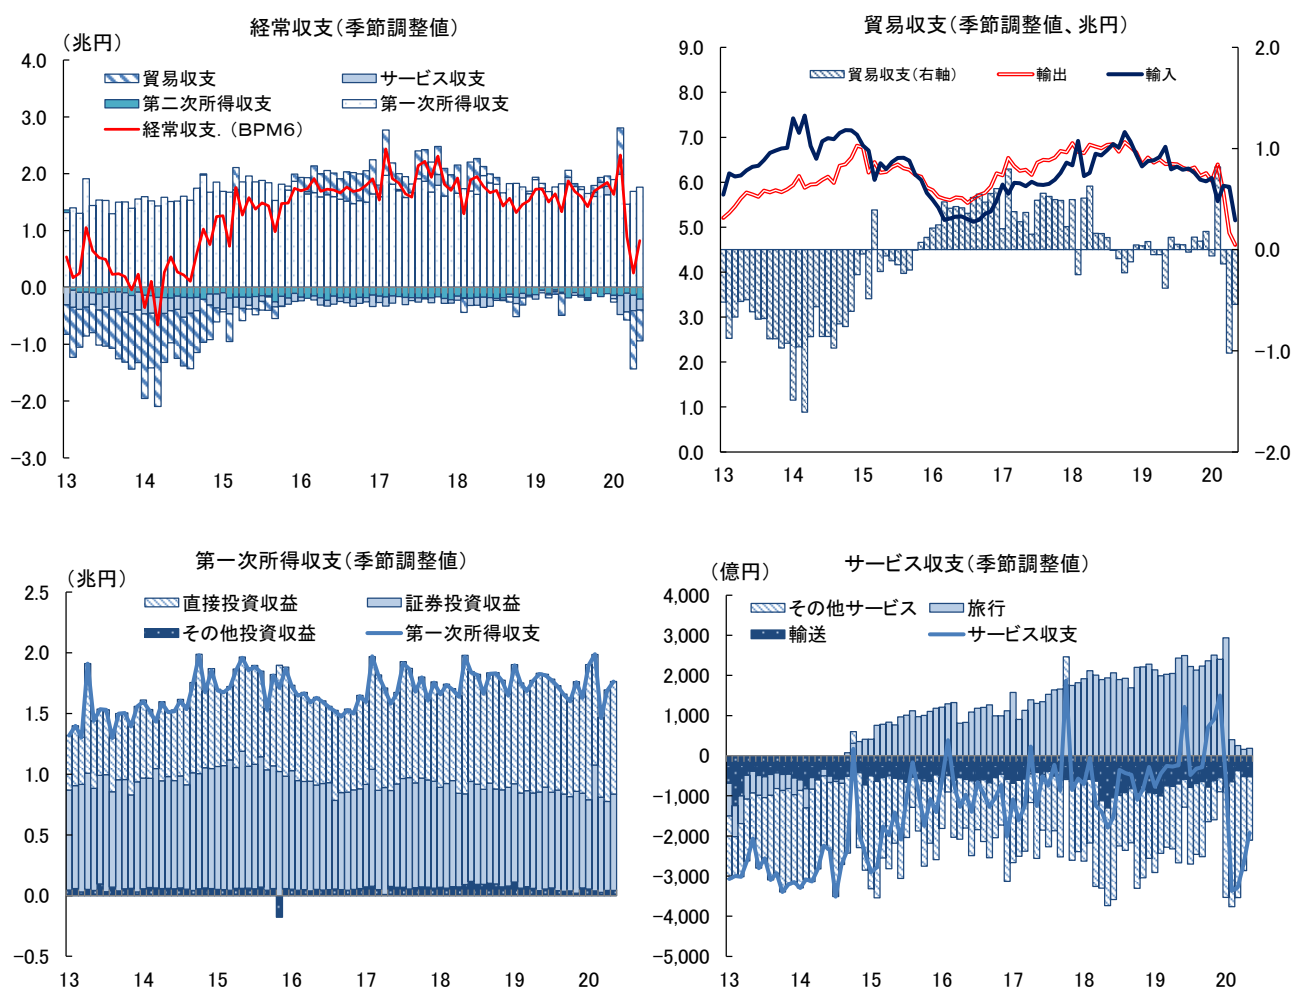 経常収支(季節調整値)
(兆円)
4.0
3.0
2.0
1.0
0.0
−1.0
−2.0
−3.0
貿易収支
サービス収支
第二次所得収支
第一次所得収支
経常収支.(BPM6)
13 14 15 16 17 18 19 20
貿易収支(季節調整値、兆円)
9.0
8.0
7.0
6.0
5.0
4.0
3.0
2.0
1.0
0.0
貿易収支(右軸) 輸出 輸入
2.0
1.0
0.0
−1.0
−2.0
13 14 15 16 17 18 19 20
第一次所得収支(季節調整値)
(兆円)
2.5
2.0
1.5
1.0
0.5
0.0
−0.5
直接投資収益
証券投資収益
その他投資収益
第一次所得収支
13 14 15 16 17 18 19 20
サービス収支(季節調整値)
(億円)
4,000
3,000
2,000
1,000
0
−1,000
−2,000
−3,000
−4,000
−5,000
その他サービス
旅行
輸送
サービス収支
13 14 15 16 17 18 19 20